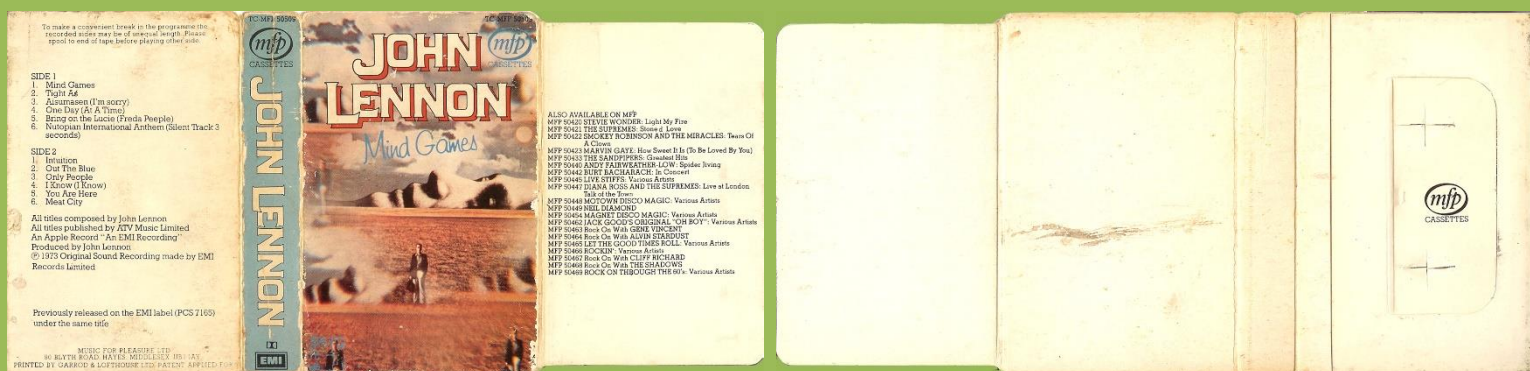 To make a convenient break in the programme the
recorded sides may be of unequal length. Please
spool to end of tape before playing other side.
SIDE 1
1. Mind Games
2. Tight As
3. Aisumasen (I'm sorry)
4. One Day (At A Time)
5. Bring on the Lucie (Freda Peeple)
6. Nutopian International Anthem (Silent Track 3
seconds)
SIDE 2
1. Intuition
2. Out The Blue
3. Only People
4. I Know (I Know)
5. You Are Here
6. Meat City
All titles composed by John Lennon
All titles published by ATV Music Limited
An Apple Record "An EMI Recording"
Produced by John Lennon
℗ 1973 Original Sound Recording made by EMI
Records Limited
Previously released on the EMI label (PCS 7165)
under the same title
MUSIC FOR PLEASURE LTD
BLYTH ROAD, HAYES, MIDDLESEX
PRINTED BY GARROD & LOFTHOUSE LTD. PATENT APPLIED FOR
TC-MFP 50509
mfp
CASSETTES
JOHN LENNON
EMI
TC-MFP
mfp
CASSETTES
JOHN
LENNON
Mind Games
ALSO AVAILABLE ON MFP
MFP 50420 STEVIE WONDER: Light My Fire
MFP 50421 THE SUPREMES: Stoned Love
MFP 50422 SMOKEY ROBINSON AND THE MIRACLES: Tears Of
A Clown
MFP 50423 MARVIN GAYE: How Sweet It Is (To Be Loved By You)
MFP 50433 THE SANDPIPERS: Greatest Hits
MFP 50440 ANDY FAIRWEATHER-LOW: Spider Jiving
MFP 50442 BURT BACHARACH: In Concert
MFP 50445 LIVE STIFFS: Various Artists
MFP 50447 DIANA ROSS AND THE SUPREMES: Live at London
Talk of the Town
MFP 50448 MOTOWN DISCO MAGIC: Various Artists
MFP 50449 NEIL DIAMOND
MFP 50454 MAGNET DISCO MAGIC: Various Artists
MFP 50462 JACK GOOD'S ORIGINAL "OH BOY": Various Artists
MFP 50463 Rock On With GENE VINCENT
MFP 50464 Rock On With ALVIN STARDUST
MFP 50465 LET THE GOOD TIMES ROLL: Various Artists
MFP 50466 ROCKIN': Various Artists
MFP 50467 Rock On With CLIFF RICHARD
MFP 50468 Rock On With THE SHADOWS
MFP 50469 ROCK ON THROUGH THE 60's: Various Artists
mfp
CASSETTES